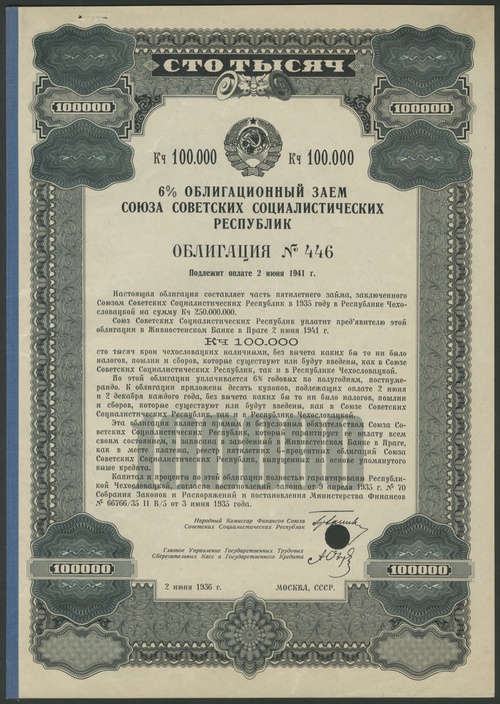 СТО ТЫСЯЧ
100000 100000
Кч 100.000 Кч 100.000
6% ОБЛИГАЦИОННЫЙ ЗАЕМ
СОЮЗА СОВЕТСКИХ СОЦИАЛИСТИЧЕСКИХ
РЕСПУБЛИК
ОБЛИГАЦИЯ № 446
Подлежит оплате 2 июня 1941 г.
Настоящая облигация составляет часть пятилетнего займа, заключенного
Союзом Советских Социалистических Республик в 1935 году в Республике Чехо-
словацкой на сумму Кч 250.000.000.
Союз Советских Социалистических Республик уплатит пред'явителю этой
облигации в Живностенском Банке в Праге 2 июня 1941 г.
КЧ 100.000
сто тысяч крон чехословацких наличными, без вычета каких бы то ни было
налогов, пошлин и сборов, которые существуют или будут введены, как в Союзе
Советских Социалистических Республик, так и в Республике Чехословацкой.
По этой облигации уплачивается 6% годовых по полугодиям, постнуме-
рандо. К облигации приложены десять купонов, подлежащих оплате 2 июня
и 2 декабря каждого года, без вычета каких бы то ни было налогов, пошлин
и сборов, которые существуют или будут введены, как в Союзе Советских
Социалистических Республик, так и в Республике Чехословацкой.
Эта облигация является прямым и безусловным обязательством Союза Со-
ветских Социалистических Республик, который гарантирует ее оплату всем
своим состоянием, и записана в заведенный в Живностенском Банке в Праге,
как в месте платежа, реестр пятилетних 6-процентных облигаций Союза
Советских Социалистических Республик, выпущенных на основе упомянутого
выше кредита.
Капитал и проценты по этой облигации полностью гарантированы Республи-
кой Чехословацкой, согласно постановлений закона от 9 апреля 1935 г. № 70
Собрания Законов и Распоряжений и постановления Министерства Финансов
№ 66766/35 II B/5 от 3 июня 1935 года.
Народный Комиссар Финансов Союза
Советских Социалистических Республик
Главное Управление Государственных Трудовых
Сберегательных Касс и Государственного Кредита
100000 100000
2 июня 1936 г. МОСКВА, СССР.